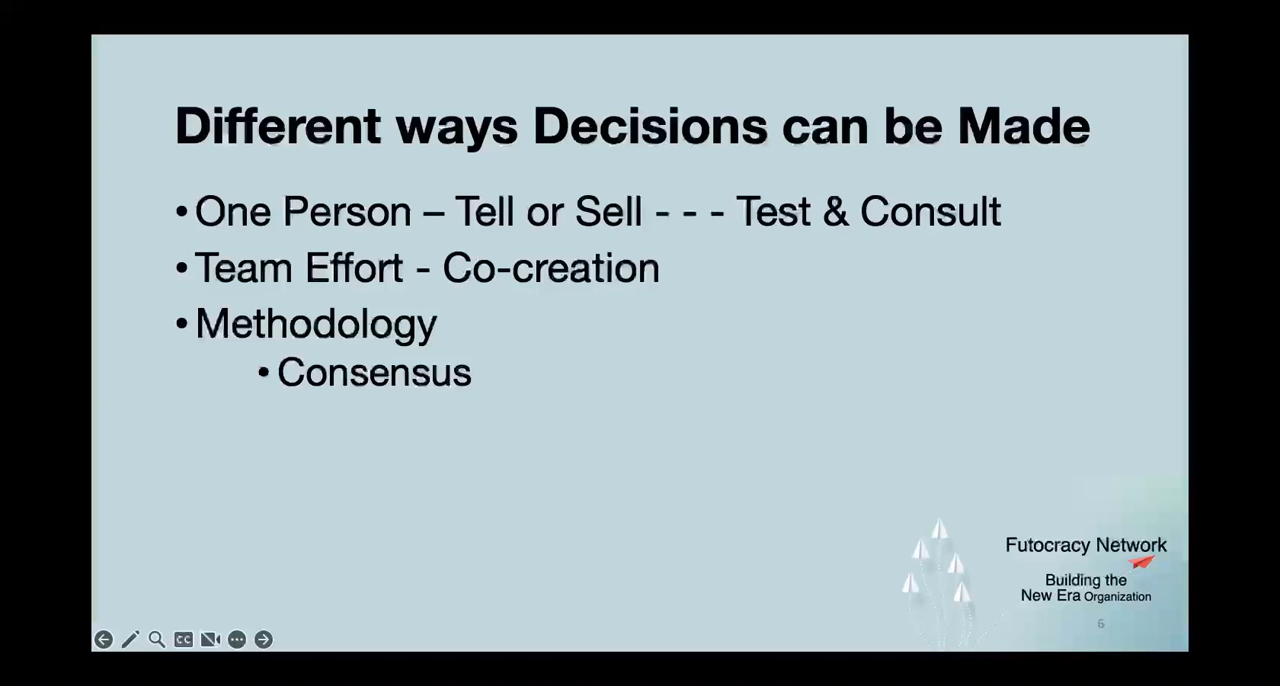 Different ways Decisions can be Made
• One Person – Tell or Sell - - - Test & Consult
• Team Effort - Co-creation
• Methodology
• Consensus
Futocracy Network
Building the
New Era Organization
6
CC